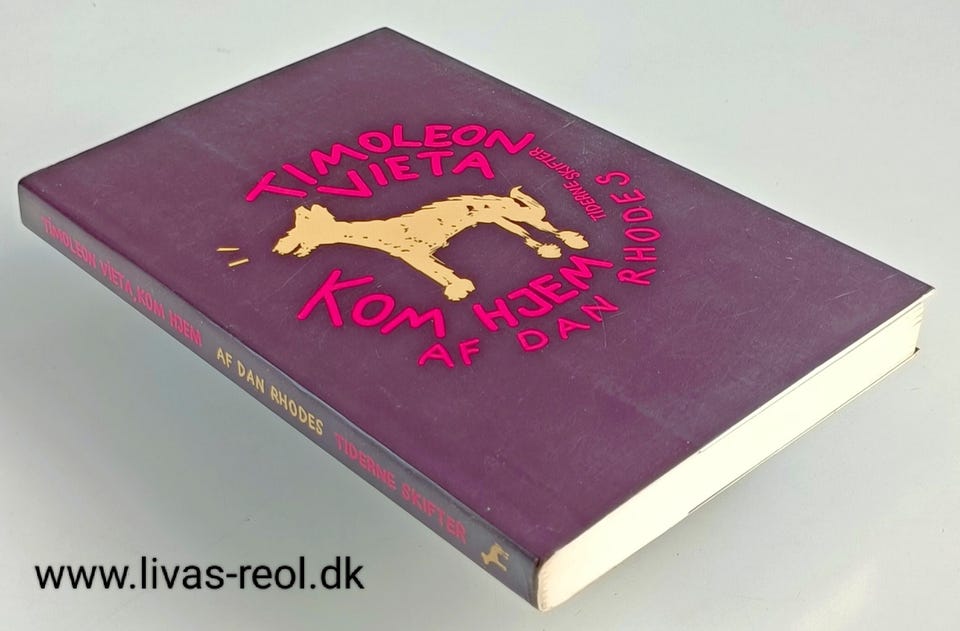 TIMOLEON
VIETA
KOM HJEM
AF DAN RHODES
TIDERNE SKIFTER
TIMOLEON VIETA, KOM HJEM AF DAN RHODES TIDERNE SKIFTER
www.livas-reol.dk